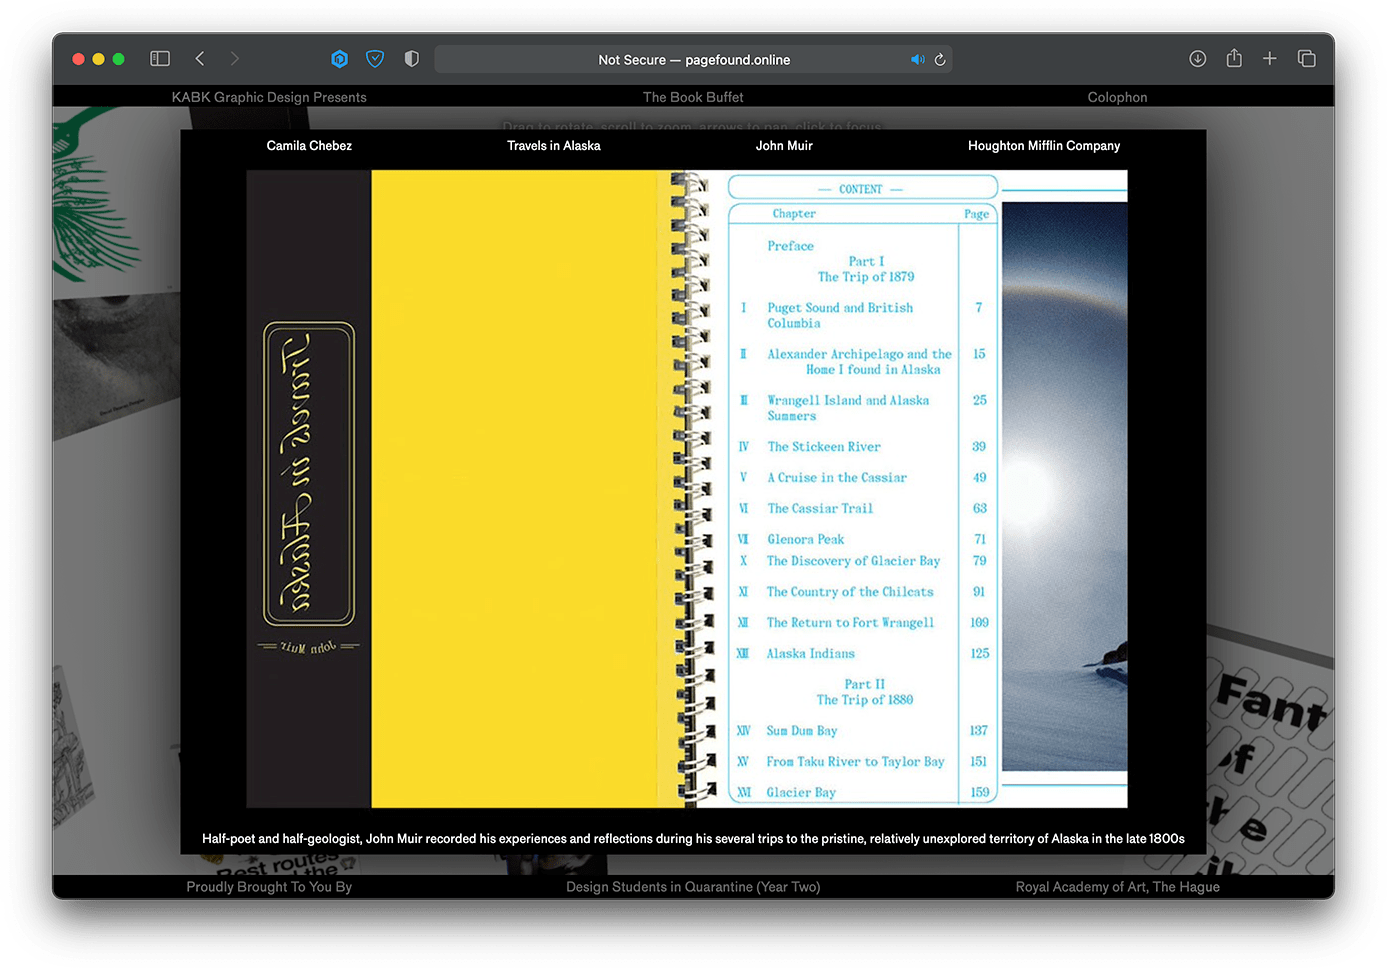 Not Secure — pagefound.online
KABK Graphic Design Presents
The Book Buffet
Colophon
Drag to rotate, scroll to zoom, arrows to pan, click to focus
Camila Chebez
Travels in Alaska
John Muir
Houghton Mifflin Company
Travels in Alaska
John Muir
— CONTENT —
Chapter Page
Preface
Part I
The Trip of 1879
I Puget Sound and British 7
Columbia
II Alexander Archipelago and the 15
Home I found in Alaska
III Wrangell Island and Alaska 25
Summers
IV The Stickeen River 39
V A Cruise in the Cassiar 49
VI The Cassiar Trail 63
VII Glenora Peak 71
X The Discovery of Glacier Bay 79
XI The Country of the Chilcats 91
XII The Return to Fort Wrangell 109
XIII Alaska Indians 125
Part II
The Trip of 1880
XIV Sum Dum Bay 137
XV From Taku River to Taylor Bay 151
XVI Glacier Bay 159
Fant
of
the
Half-poet and half-geologist, John Muir recorded his experiences and reflections during his several trips to the pristine, relatively unexplored territory of Alaska in the late 1800s
Best routes
and the
Proudly Brought To You By
Design Students in Quarantine (Year Two)
Royal Academy of Art, The Hague